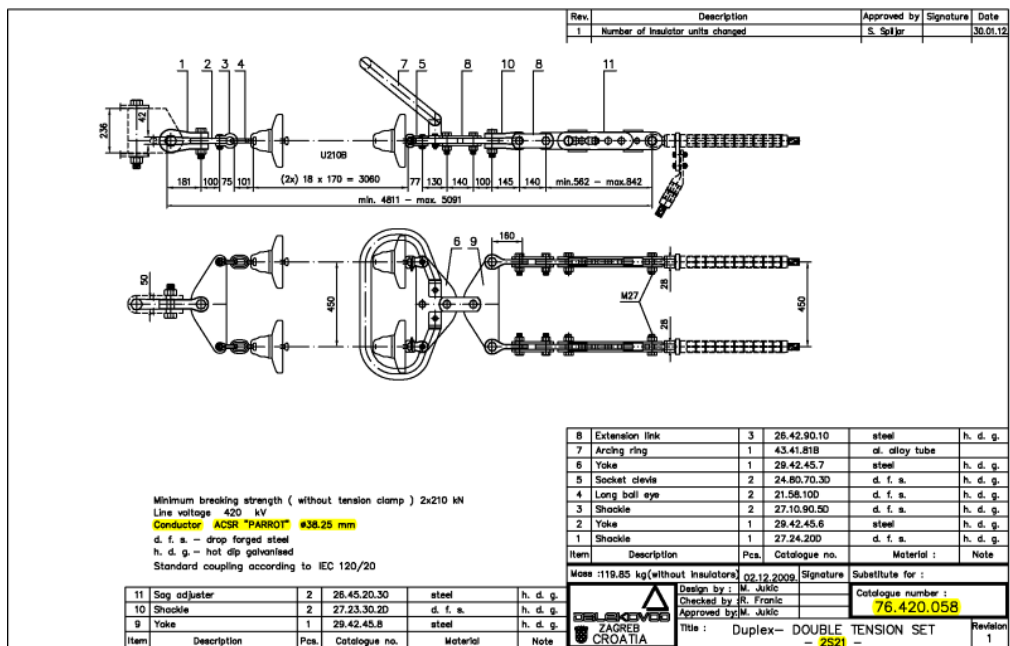 Rev. Description Approved by Signature Date
1 Number of insulator units changed S. Spiljar 30.01.12
1 2 3 4 7 5 8 10 8 11
236
42
U210B
181 100 75 101 (2x) 18 x 170 = 3060 77 130 140 100 145 140 min.562 – max.842
min. 4811 – max. 5091
6 9 160
50
450
M27
28
28
450
8 Extension link 3 26.42.90.10 steel h. d. g.
7 Arcing ring 1 43.41.81B al. alloy tube
6 Yoke 1 29.42.45.7 steel h. d. g.
5 Socket clevis 2 24.80.70.3D d. f. s. h. d. g.
4 Long ball eye 2 21.58.10D d. f. s. h. d. g.
3 Shackle 2 27.10.90.5D d. f. s. h. d. g.
2 Yoke 1 29.42.45.6 steel h. d. g.
1 Shackle 1 27.24.20D d. f. s. h. d. g.
Item Description Pcs. Catalogue no. Material : Note
Minimum breaking strength ( without tension clamp ) 2x210 kN
Line voltage 420 kV
Conductor ACSR "PARROT" ø38.25 mm
d. f. s. – drop forged steel
h. d. g. – hot dip galvanised
Standard coupling according to IEC 120/20
11 Sag adjuster 2 26.45.20.30 steel h. d. g.
10 Shackle 2 27.23.30.2D d. f. s. h. d. g.
9 Yoke 1 29.42.45.8 steel h. d. g.
Item Description Pcs. Catalogue no. Material Note
Mass :119.85 kg(without insulators) 02.12.2009. Signature Substitute for :
DALEKOVOD
ZAGREB
CROATIA
Design by : M. Jukic
Checked by : R. Franic
Approved by: M. Jukic
Catalogue number :
76.420.058
Title : Duplex– DOUBLE TENSION SET
– 2S21 –
Revision
1